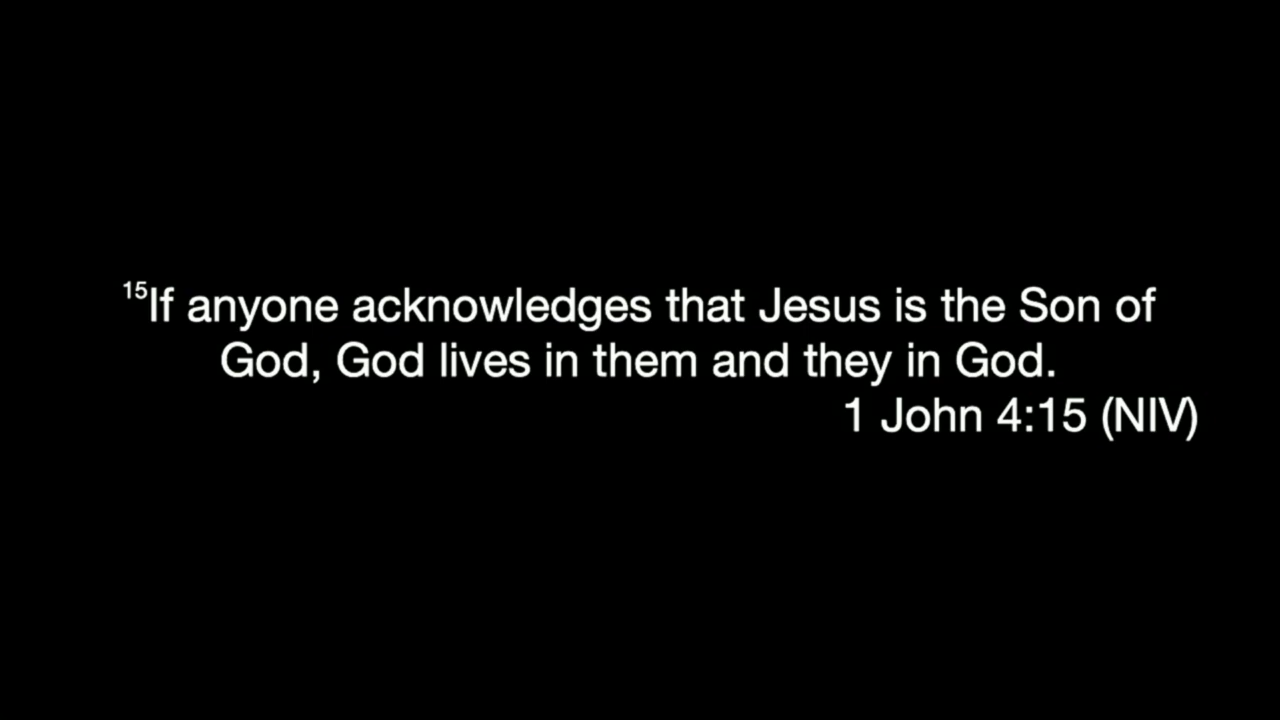 ¹⁵If anyone acknowledges that Jesus is the Son of
God, God lives in them and they in God.
1 John 4:15 (NIV)